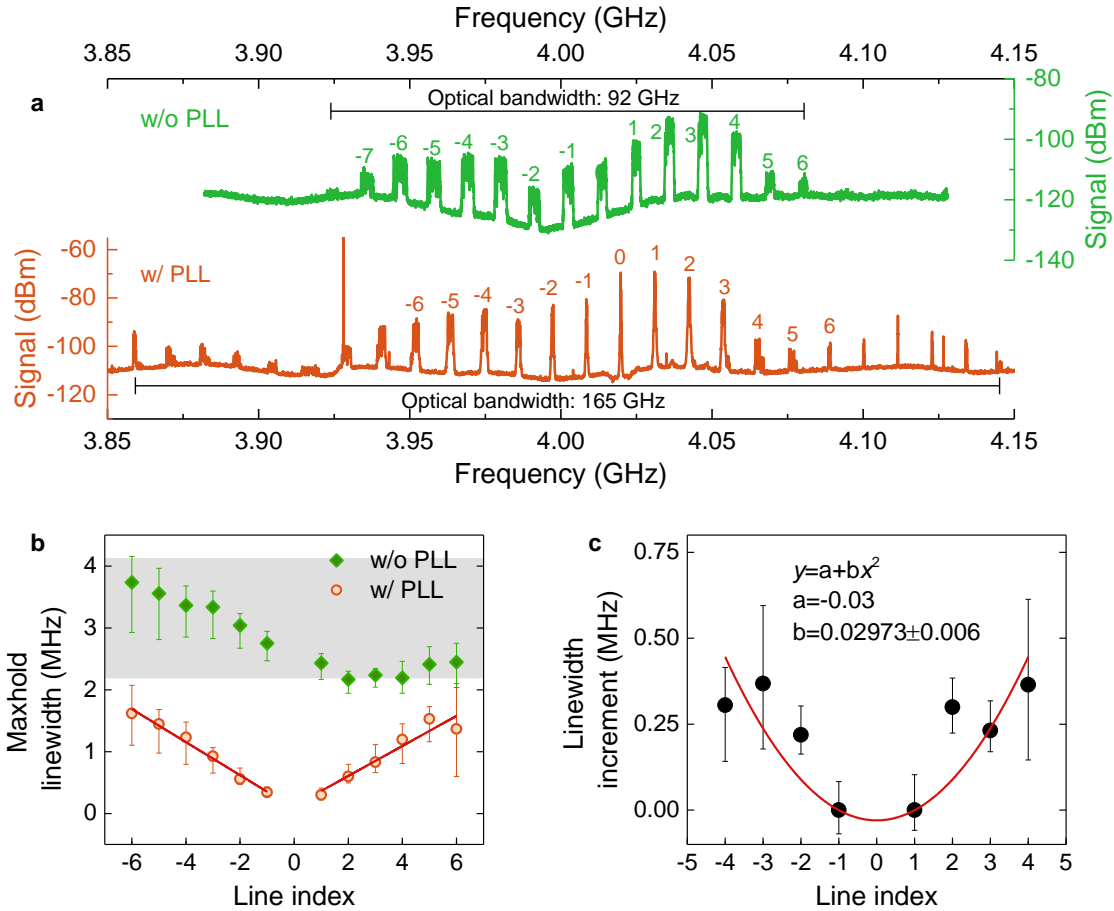 Frequency (GHz)
3.85 3.90 3.95 4.00 4.05 4.10 4.15
a
Optical bandwidth: 92 GHz
w/o PLL
-7 -6 -5 -4 -3 -2 -1 1 2 3 4 5 6
-80
-100
-120
-140
Signal (dBm)
w/ PLL
-6 -5 -4 -3 -2 -1 0 1 2 3 4 5 6
-60
-80
-100
-120
Signal (dBm)
Optical bandwidth: 165 GHz
3.85 3.90 3.95 4.00 4.05 4.10 4.15
Frequency (GHz)
b
w/o PLL
w/ PLL
4
3
2
1
0
Maxhold
linewidth (MHz)
-6 -4 -2 0 2 4 6
Line index
c
y=a+bx²
a=-0.03
b=0.02973±0.006
0.75
0.50
0.25
0.00
Linewidth
increment (MHz)
-5 -4 -3 -2 -1 0 1 2 3 4 5
Line index